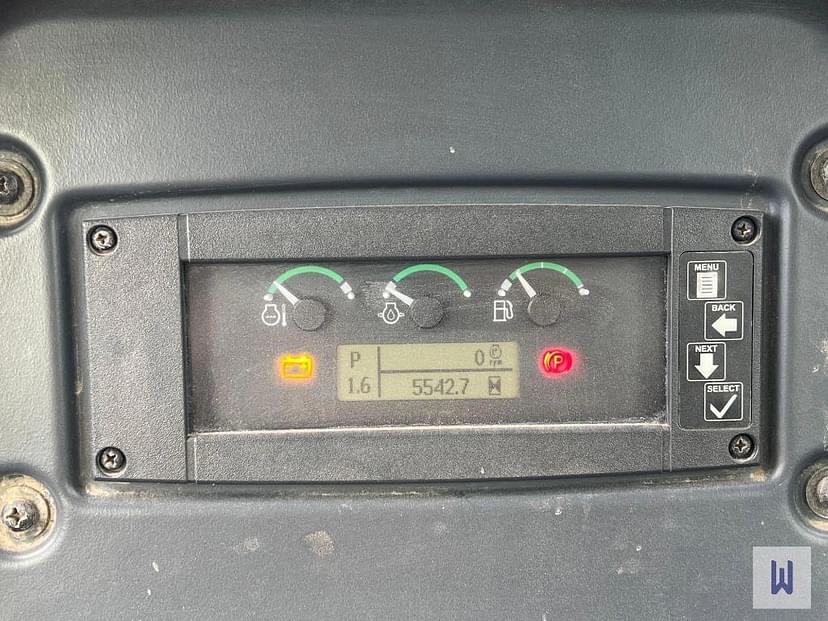 MENU
BACK
NEXT
SELECT
P 0 rpm
1.6 5542.7
P
W